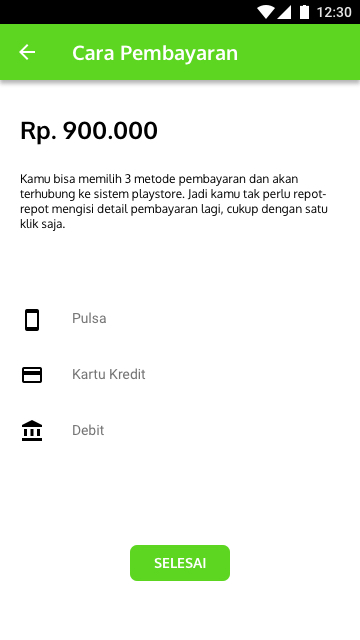 12:30
Cara Pembayaran
Rp. 900.000
Kamu bisa memilih 3 metode pembayaran dan akan
terhubung ke sistem playstore. Jadi kamu tak perlu repot-
repot mengisi detail pembayaran lagi, cukup dengan satu
klik saja.
Pulsa
Kartu Kredit
Debit
SELESAI